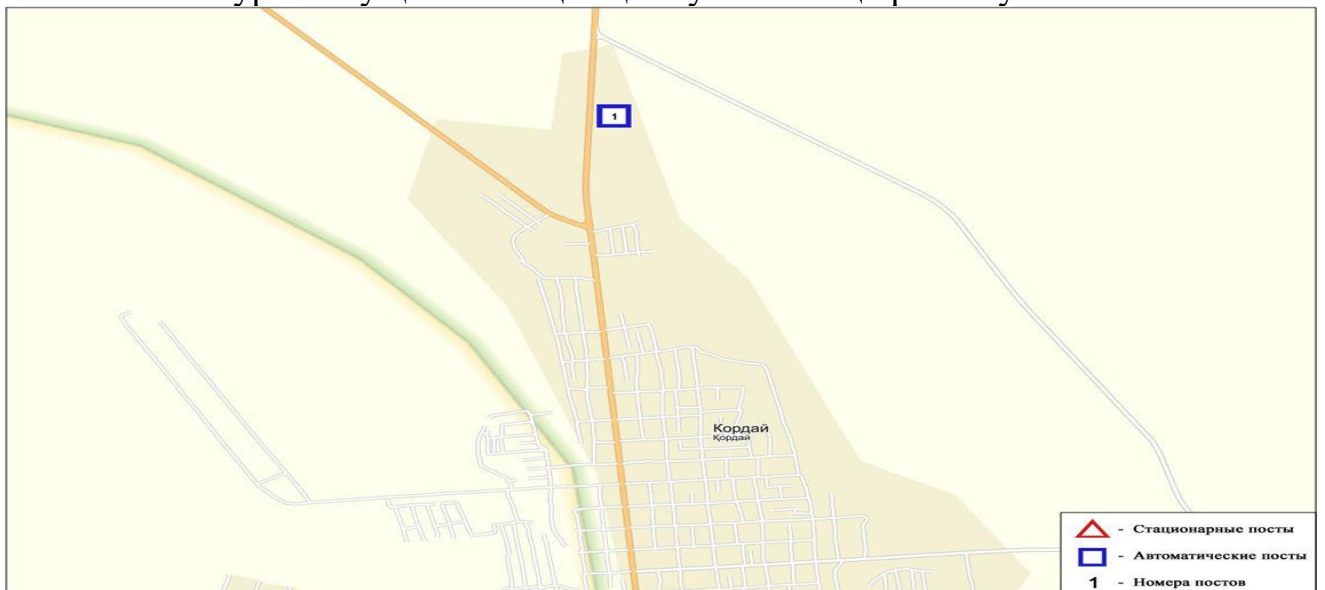 1
Кордай
Қордай
- Стационарные посты
- Автоматические посты
1 - Номера постов